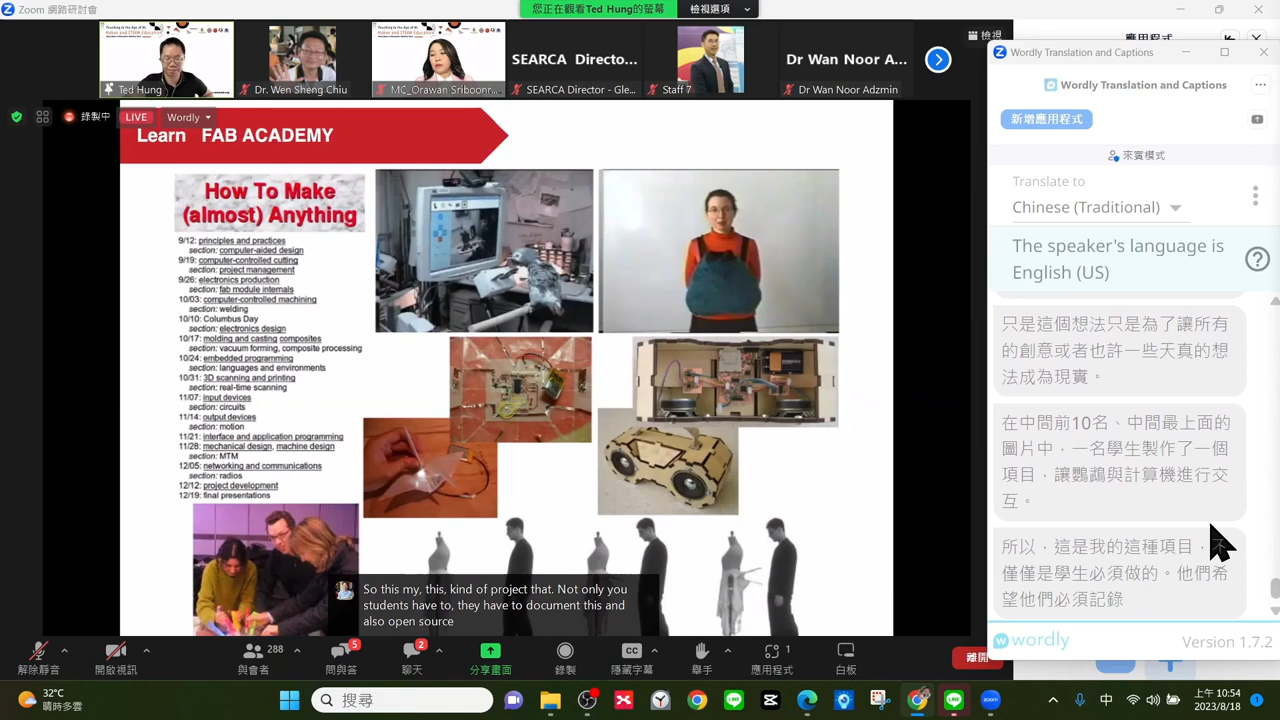 Zoom 網路研討會
您正在觀看Ted Hung的螢幕
檢視選項
檢視
應用程式
Teaching in the Age of AI:
Maker and STEAM Education
Ted Hung
Dr. Wen Sheng Chiu
MC_Orawan Sriboonr...
SEARCA Directo...
SEARCA Director - Gle...
Staff 7
Dr Wan Noor A...
Dr Wan Noor Adzmin
錄製中
LIVE
Wordly
Learn FAB ACADEMY
How To Make
(almost) Anything
9/12: principles and practices
section: computer-aided design
9/19: computer-controlled cutting
section: project management
9/26: electronics production
section: fab module internals
10/03: computer-controlled machining
section: welding
10/10: Columbus Day
section: electronics design
10/17: molding and casting composites
section: vacuum forming, composite processing
10/24: embedded programming
section: languages and environments
10/31: 3D scanning and printing
section: real-time scanning
11/07: input devices
section: circuits
11/14: output devices
section: motion
11/21: interface and application programming
11/28: mechanical design, machine design
section: MTM
12/05: networking and communications
section: radios
12/12: project development
12/19: final presentations
So this my, this, kind of project that. Not only you
students have to, they have to document this and
also open source
Wordly Translation and Captions
Wordly Translation and Captions
新增應用程式
來賓模式
Translate to
Chinese (Traditional)
The speaker's language is
English (US)
只是這個假文只是為了讓所有
的創意想法也許一些天真的想
法成為現實。
在中間前10名，中間最上面的
項目，讓鸚鵡與計算機進行交
互。
所以，這是我的這種項目，不
僅僅是學生必須做的。他們希
望他們必須記錄
wordly
Version 1.7.2
解除靜音
開啟視訊
288
與會者
5
問與答
2
聊天
分享畫面
錄製
隱藏字幕
舉手
1
應用程式
白板
離開
32°C
晴時多雲
搜尋
zoom
中
上午 10:54
2023/8/18